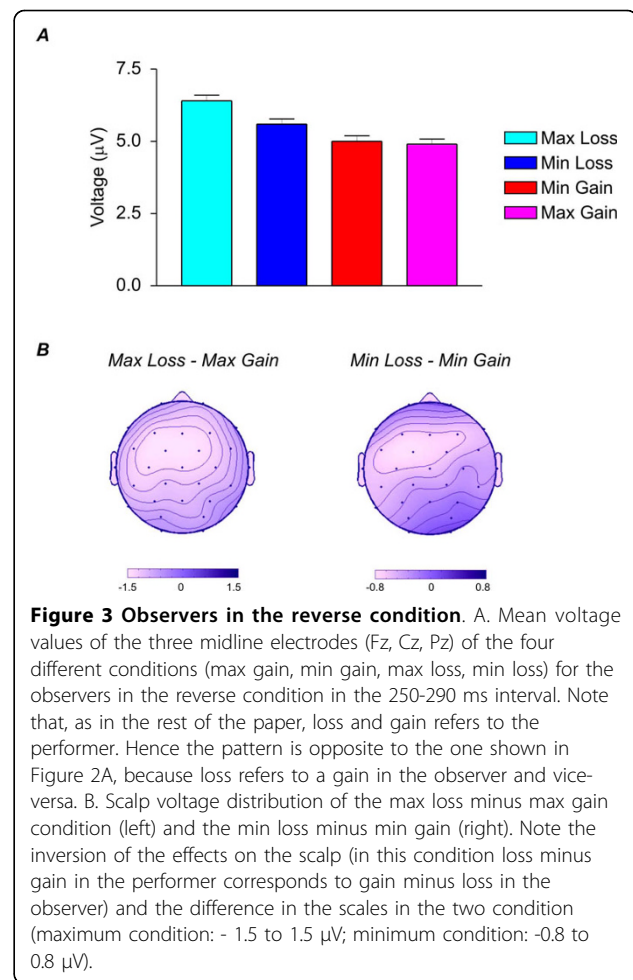 A
7.5
5.0
2.5
0.0
Voltage (µV)
Max Loss
Min Loss
Min Gain
Max Gain
B
Max Loss - Max Gain
Min Loss - Min Gain
-1.5 0 1.5
-0.8 0 0.8
Figure 3 Observers in the reverse condition. A. Mean voltage
values of the three midline electrodes (Fz, Cz, Pz) of the four
different conditions (max gain, min gain, max loss, min loss) for the
observers in the reverse condition in the 250-290 ms interval. Note
that, as in the rest of the paper, loss and gain refers to the
performer. Hence the pattern is opposite to the one shown in
Figure 2A, because loss refers to a gain in the observer and vice-
versa. B. Scalp voltage distribution of the max loss minus max gain
condition (left) and the min loss minus min gain (right). Note the
inversion of the effects on the scalp (in this condition loss minus
gain in the performer corresponds to gain minus loss in the
observer) and the difference in the scales in the two condition
(maximum condition: - 1.5 to 1.5 µV; minimum condition: -0.8 to
0.8 µV).